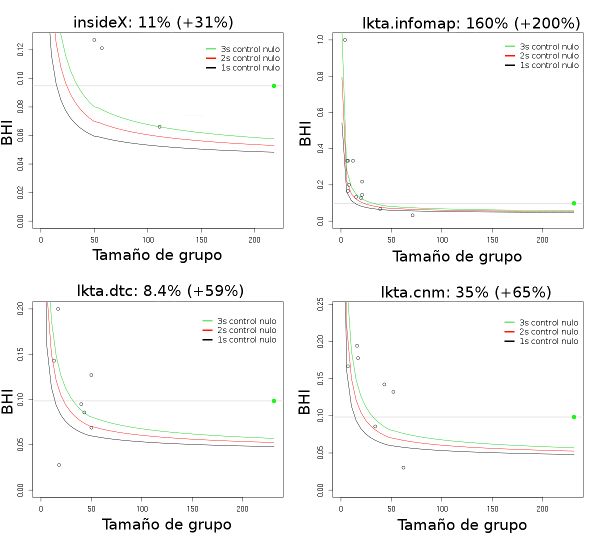 insideX: 11% (+31%)
BHI
0.12
0.10
0.08
0.06
0.04
0.02
0.00
3s control nulo
2s control nulo
1s control nulo
0 50 100 150 200
Tamaño de grupo
lkta.infomap: 160% (+200%)
BHI
1.0
0.8
0.6
0.4
0.2
0.0
3s control nulo
2s control nulo
1s control nulo
0 50 100 150 200
Tamaño de grupo
lkta.dtc: 8.4% (+59%)
BHI
0.20
0.15
0.10
0.05
0.00
3s control nulo
2s control nulo
1s control nulo
0 50 100 150 200
Tamaño de grupo
lkta.cnm: 35% (+65%)
BHI
0.25
0.20
0.15
0.10
0.05
0.00
3s control nulo
2s control nulo
1s control nulo
0 50 100 150 200
Tamaño de grupo